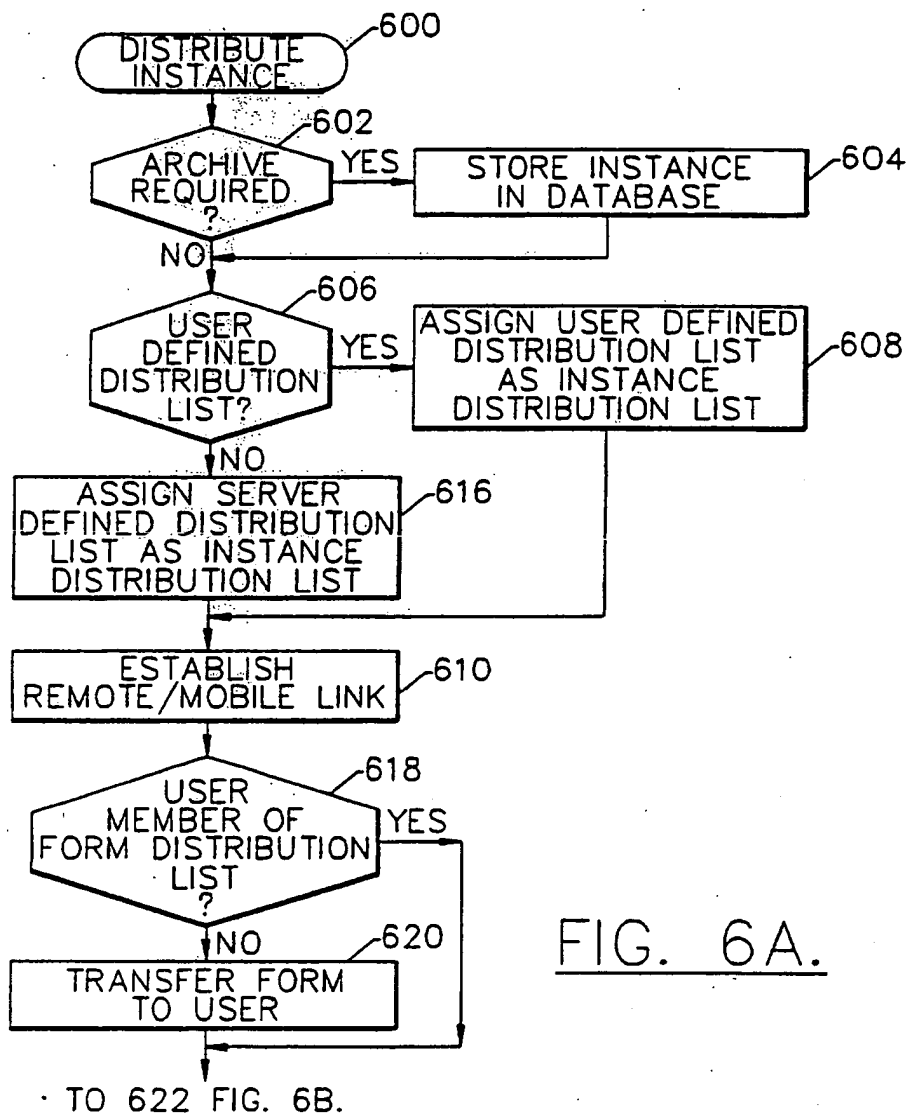 600
DISTRIBUTE
INSTANCE
602
ARCHIVE
REQUIRED
?
YES
STORE INSTANCE
IN DATABASE
604
NO
606
USER
DEFINED
DISTRIBUTION
LIST?
YES
ASSIGN USER DEFINED
DISTRIBUTION LIST
AS INSTANCE
DISTRIBUTION LIST
608
NO
ASSIGN SERVER
DEFINED DISTRIBUTION
LIST AS INSTANCE
DISTRIBUTION LIST
616
ESTABLISH
REMOTE/MOBILE LINK
610
618
USER
MEMBER OF
FORM DISTRIBUTION
LIST
?
YES
NO
620
TRANSFER FORM
TO USER
FIG. 6A.
TO 622 FIG. 6B.